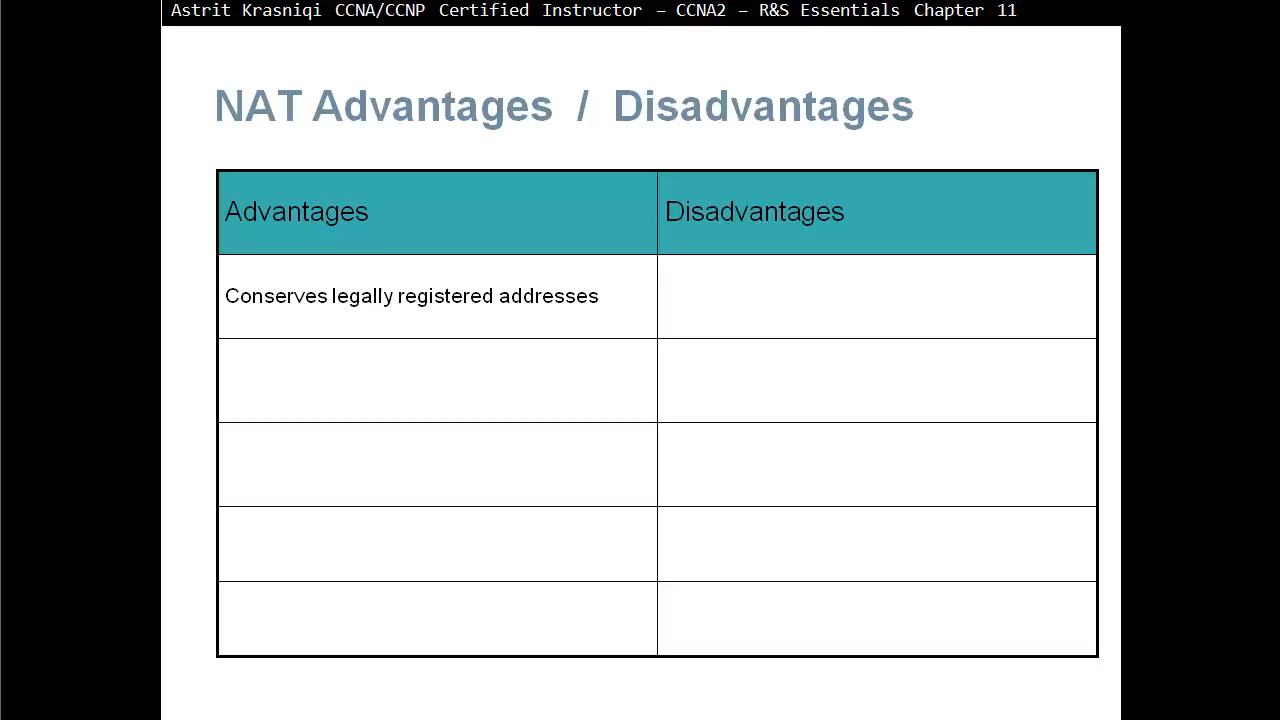 Astrit Krasniqi CCNA/CCNP Certified Instructor – CCNA2 – R&S Essentials Chapter 11
NAT Advantages / Disadvantages
Advantages
Disadvantages
Conserves legally registered addresses